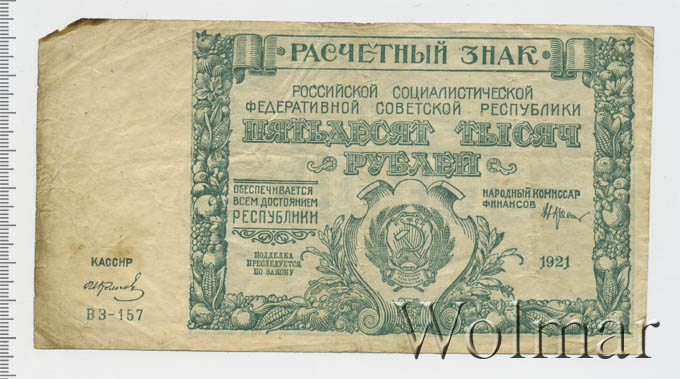 РАСЧЕТНЫЙ ЗНАК
РОССИЙСКОЙ СОЦИАЛИСТИЧЕСКОЙ
ФЕДЕРАТИВНОЙ СОВЕТСКОЙ РЕСПУБЛИКИ
ПЯТЬДЕСЯТ ТЫСЯЧ
РУБЛЕЙ
ОБЕСПЕЧИВАЕТСЯ
ВСЕМ ДОСТОЯНИЕМ
РЕСПУБЛИКИ
НАРОДНЫЙ КОМИССАР
ФИНАНСОВ
ПОДДЕЛКА
ПРЕСЛЕДУЕТСЯ
ПО ЗАКОНУ
1921
КАССИР
ВЗ-157
Wolmar